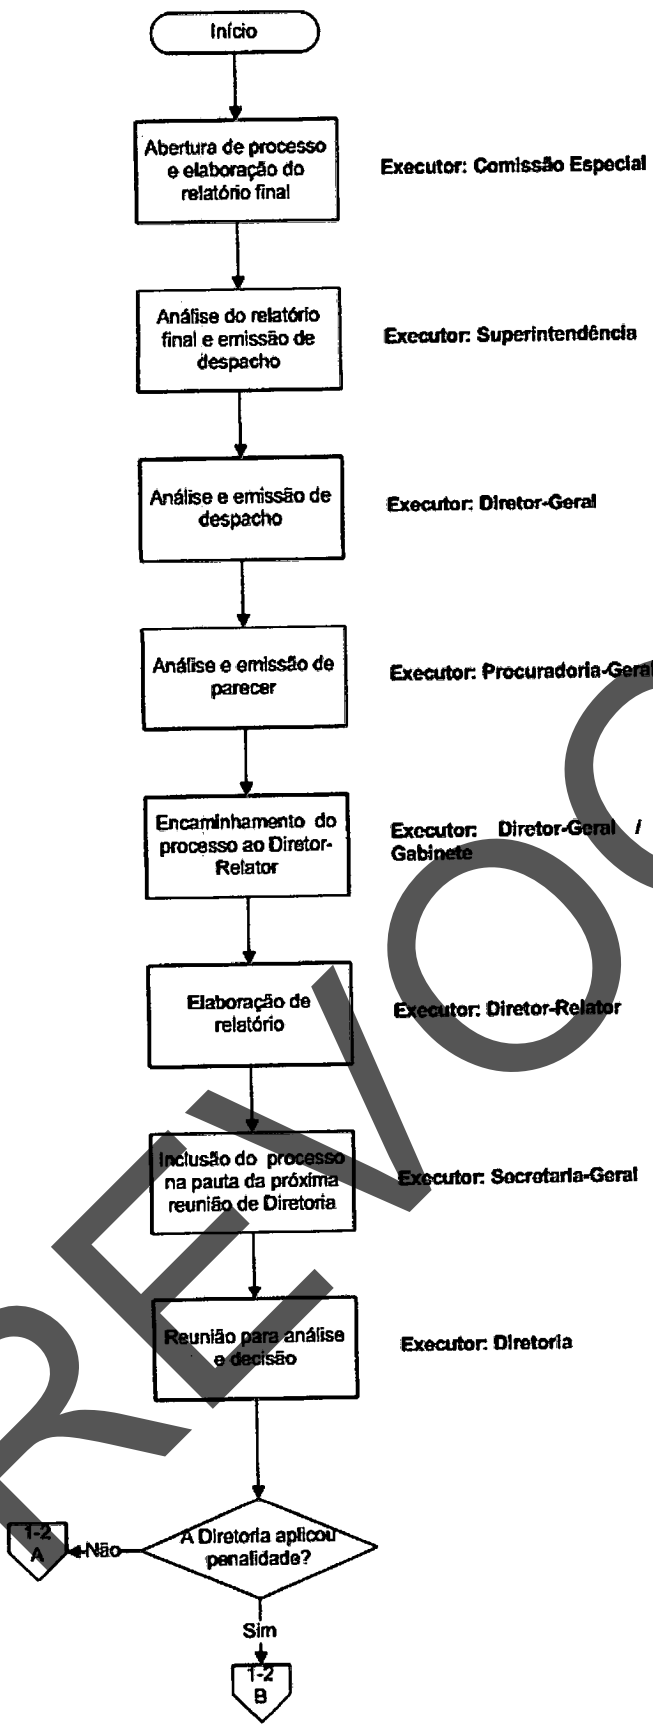 Início
Abertura de processo
e elaboração do
relatório final
Executor: Comissão Especial
Análise do relatório
final e emissão de
despacho
Executor: Superintendência
Análise e emissão de
despacho
Executor: Diretor-Geral
Análise e emissão de
parecer
Executor: Procuradoria-Geral
Encaminhamento do
processo ao Diretor-
Relator
Executor: Diretor-Geral /
Gabinete
Elaboração de
relatório
Executor: Diretor-Relator
Inclusão do processo
na pauta da próxima
reunião de Diretoria
Executor: Secretaria-Geral
Reunião para análise
e decisão
Executor: Diretoria
A Diretoria aplicou
penalidade?
Não
1-2
A
Sim
1-2
B
REVO